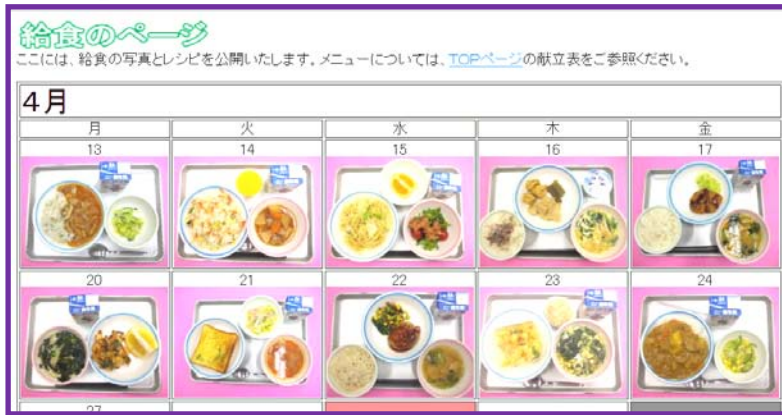 給食のページ
ここには、給食の写真とレシピを公開いたします。メニューについては、TOPページの献立表をご参照ください。
4月
月 火 水 木 金
13 14 15 16 17
20 21 22 23 24
27